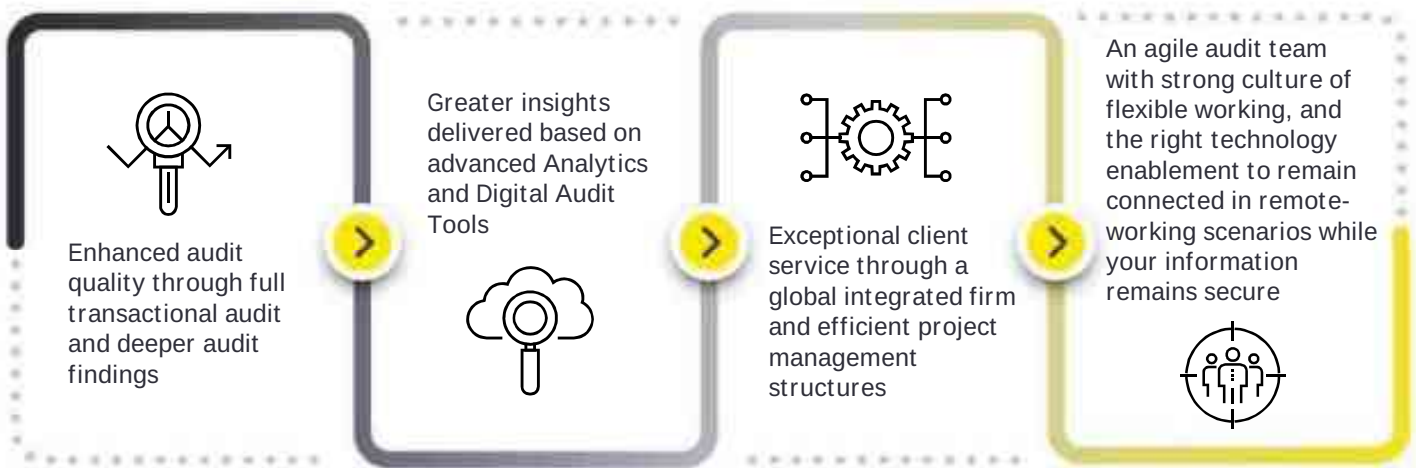 Enhanced audit
quality through full
transactional audit
and deeper audit
findings
Greater insights
delivered based on
advanced Analytics
and Digital Audit
Tools
Exceptional client
service through a
global integrated firm
and efficient project
management
structures
An agile audit team
with strong culture of
flexible working, and
the right technology
enablement to remain
connected in remote-
working scenarios while
your information
remains secure